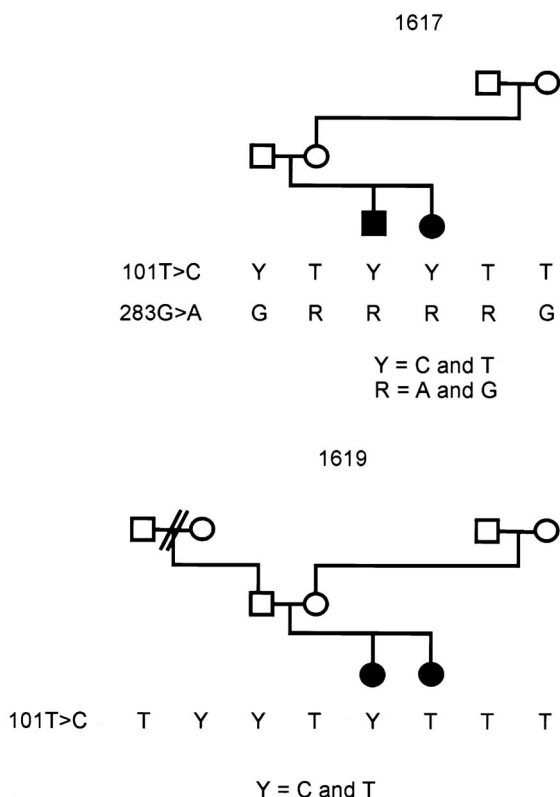 1617
101T>C Y T Y Y T T
283G>A G R R R R G
Y = C and T
R = A and G
1619
101T>C T Y Y T Y T T T
Y = C and T